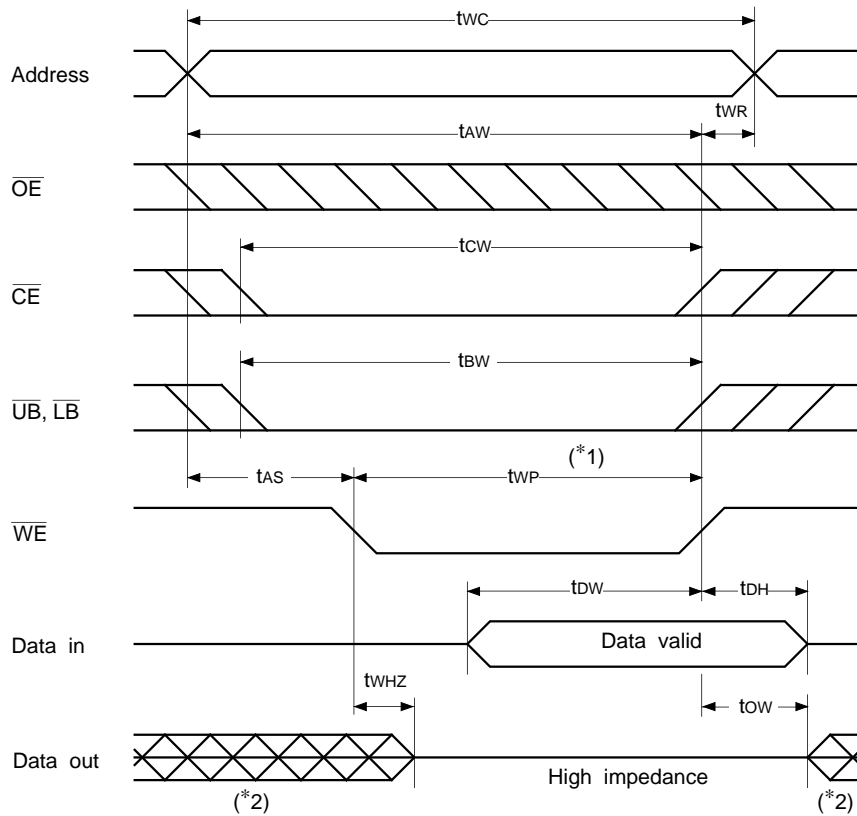 tWC
Address
tWR
tAW
OE
tCW
CE
tBW
UB, LB
(*1)
tAS
tWP
WE
tDW
tDH
Data valid
Data in
tWHZ
tOW
Data out
High impedance
(*2)
(*2)